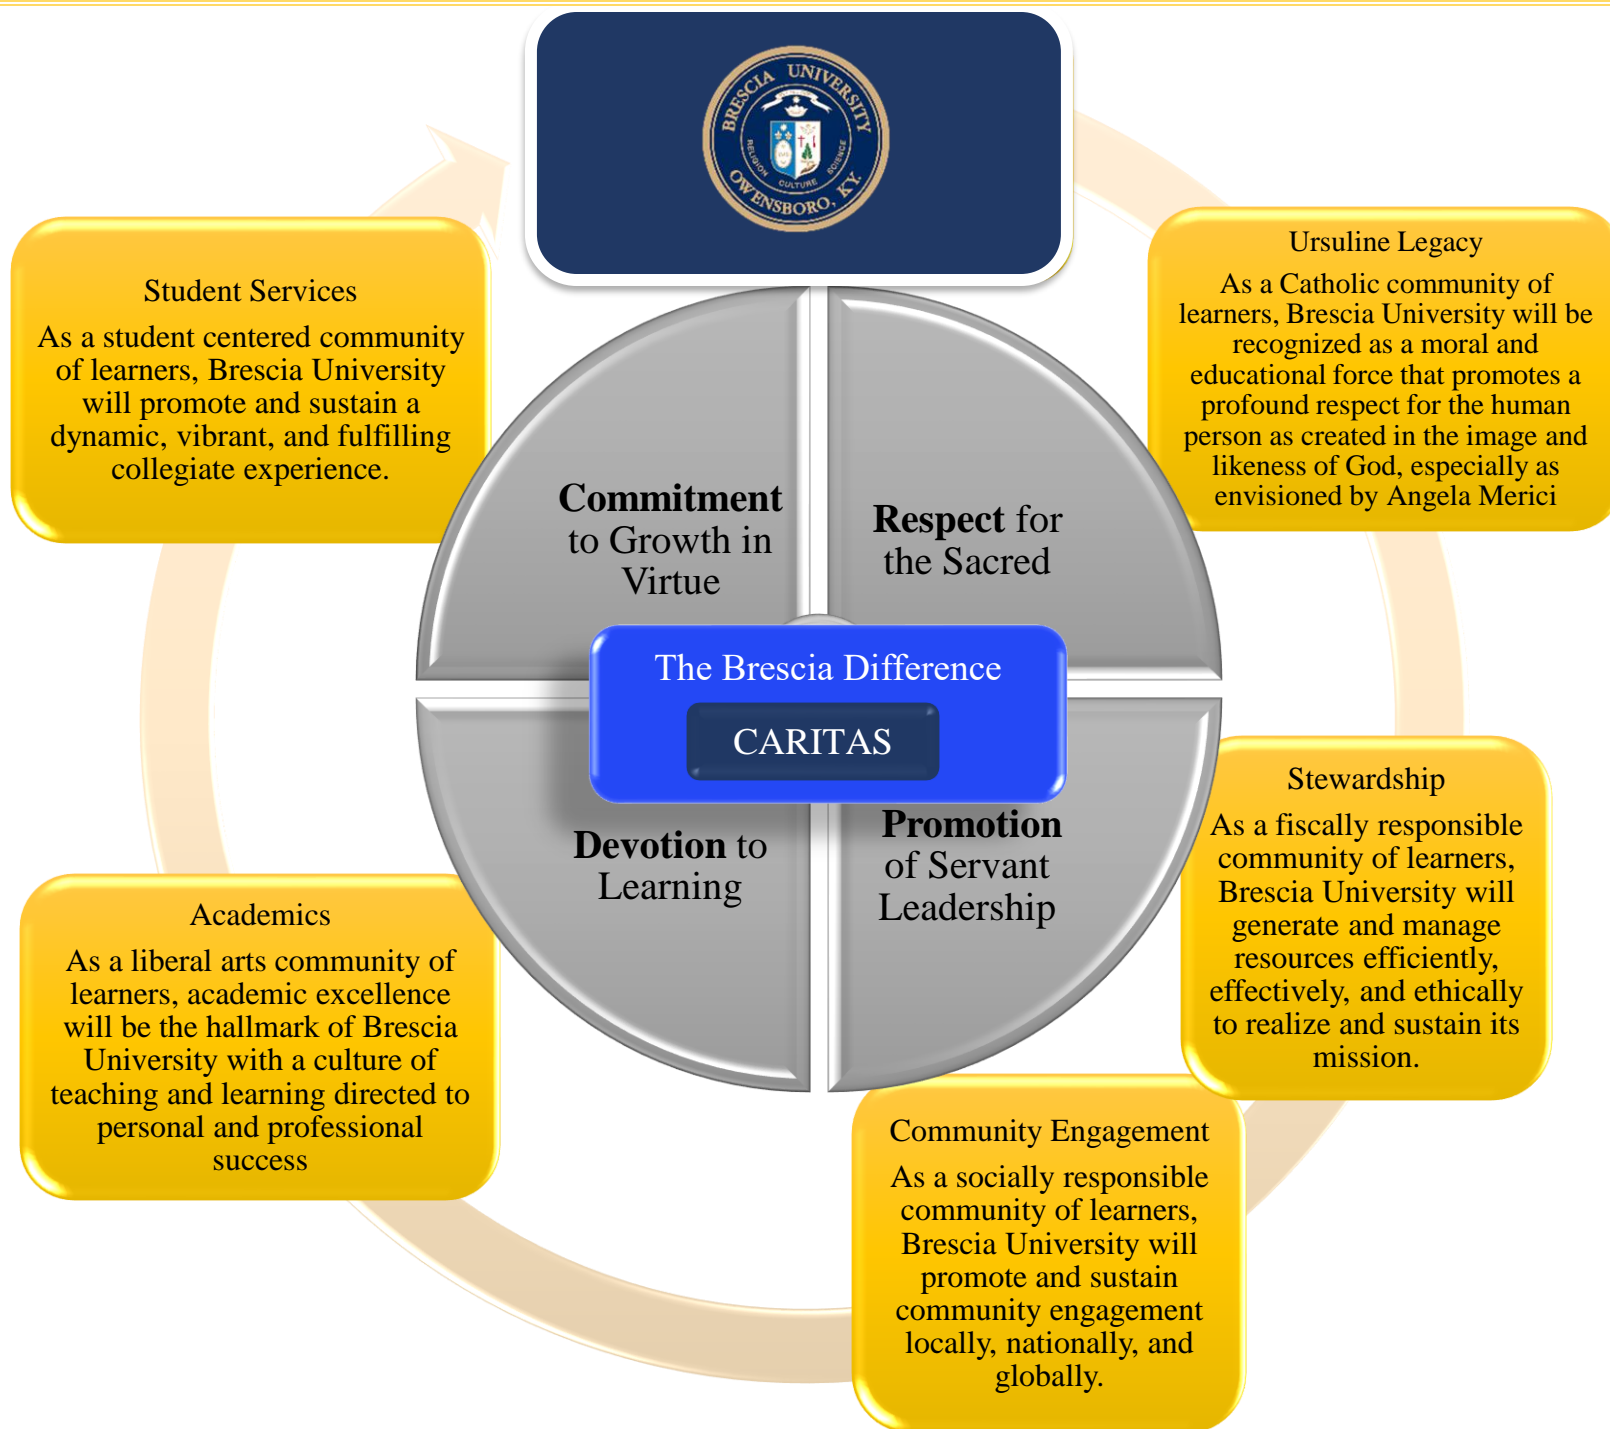 BRESCIA UNIVERSITY
RELIGION CULTURE SCIENCE
OWENSBORO, KY.
Ursuline Legacy
As a Catholic community of
learners, Brescia University will be
recognized as a moral and
educational force that promotes a
profound respect for the human
person as created in the image and
likeness of God, especially as
envisioned by Angela Merici
Stewardship
As a fiscally responsible
community of learners,
Brescia University will
generate and manage
resources efficiently,
effectively, and ethically
to realize and sustain its
mission.
Community Engagement
As a socially responsible
community of learners,
Brescia University will
promote and sustain
community engagement
locally, nationally, and
globally.
Academics
As a liberal arts community of
learners, academic excellence
will be the hallmark of Brescia
University with a culture of
teaching and learning directed to
personal and professional
success
Student Services
As a student centered community
of learners, Brescia University
will promote and sustain a
dynamic, vibrant, and fulfilling
collegiate experience.
Commitment
to Growth in
Virtue
Respect for
the Sacred
The Brescia Difference
CARITAS
Devotion to
Learning
Promotion
of Servant
Leadership